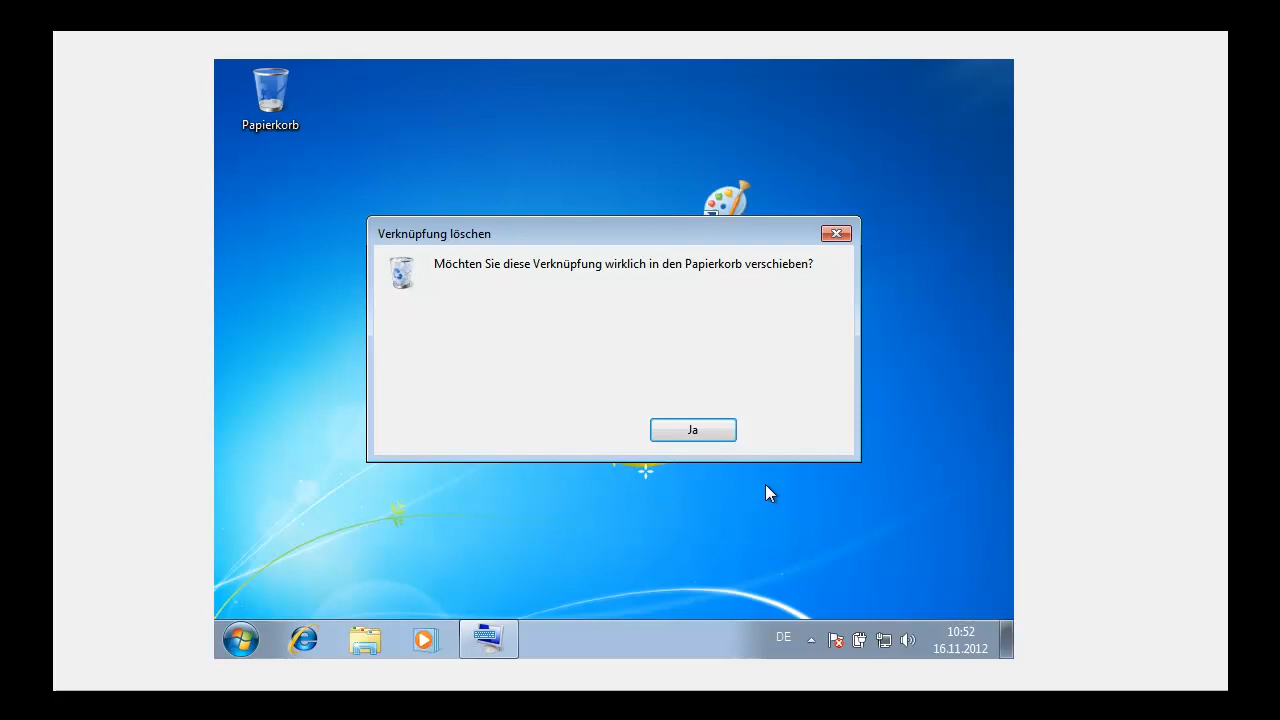 Papierkorb
Verknüpfung löschen
Möchten Sie diese Verknüpfung wirklich in den Papierkorb verschieben?
Ja
DE
10:52
16.11.2012